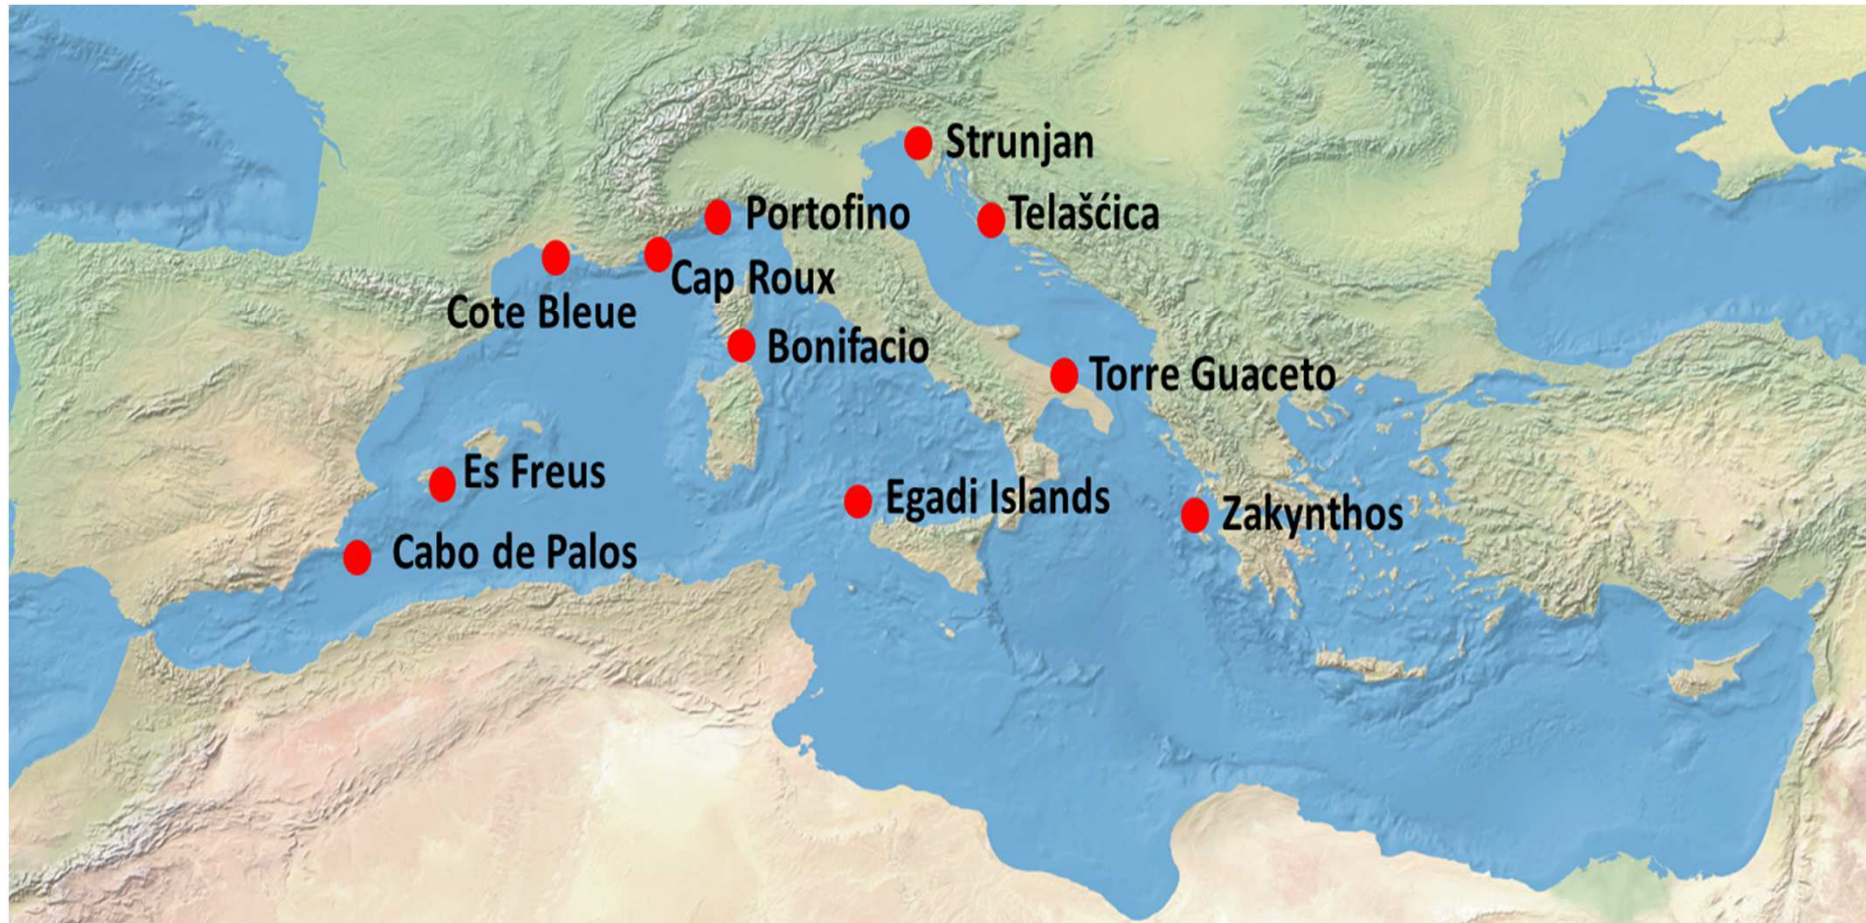 Strunjan
Portofino
Telašćica
Cap Roux
Cote Bleue
Bonifacio
Torre Guaceto
Es Freus
Egadi Islands
Zakynthos
Cabo de Palos